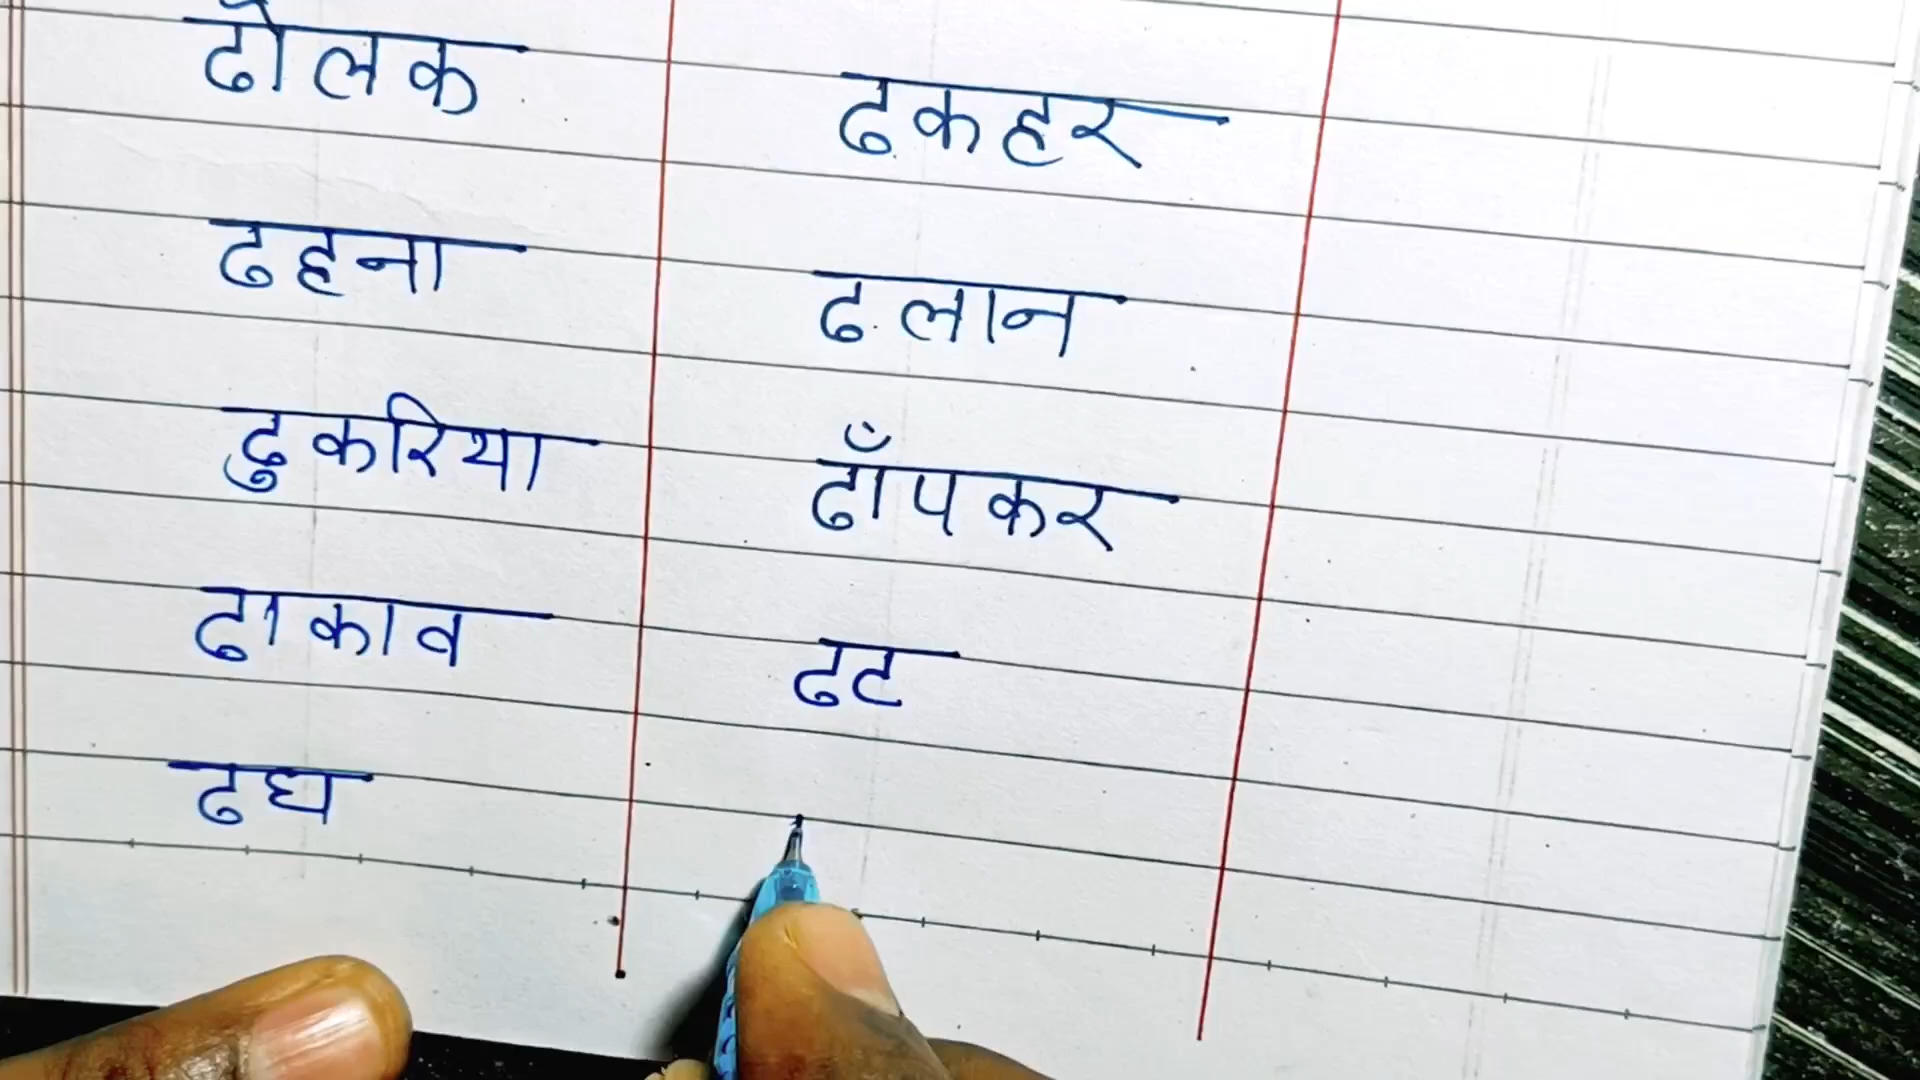 ढोलक
ढहना
ढुकरिया
ढाकाव
ढघ
ढकहर
ढलान
ढाँपकर
ढट